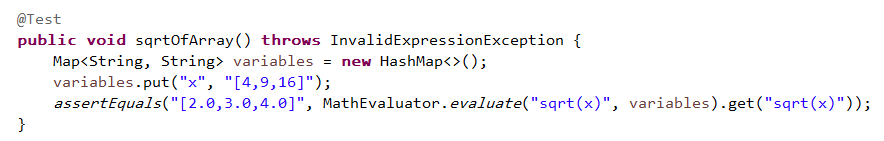 @Test
public void sqrtOfArray() throws InvalidExpressionException {
    Map<String, String> variables = new HashMap<>();
    variables.put("x", "[4,9,16]");
    assertEquals("[2.0,3.0,4.0]", MathEvaluator.evaluate("sqrt(x)", variables).get("sqrt(x)"));
}